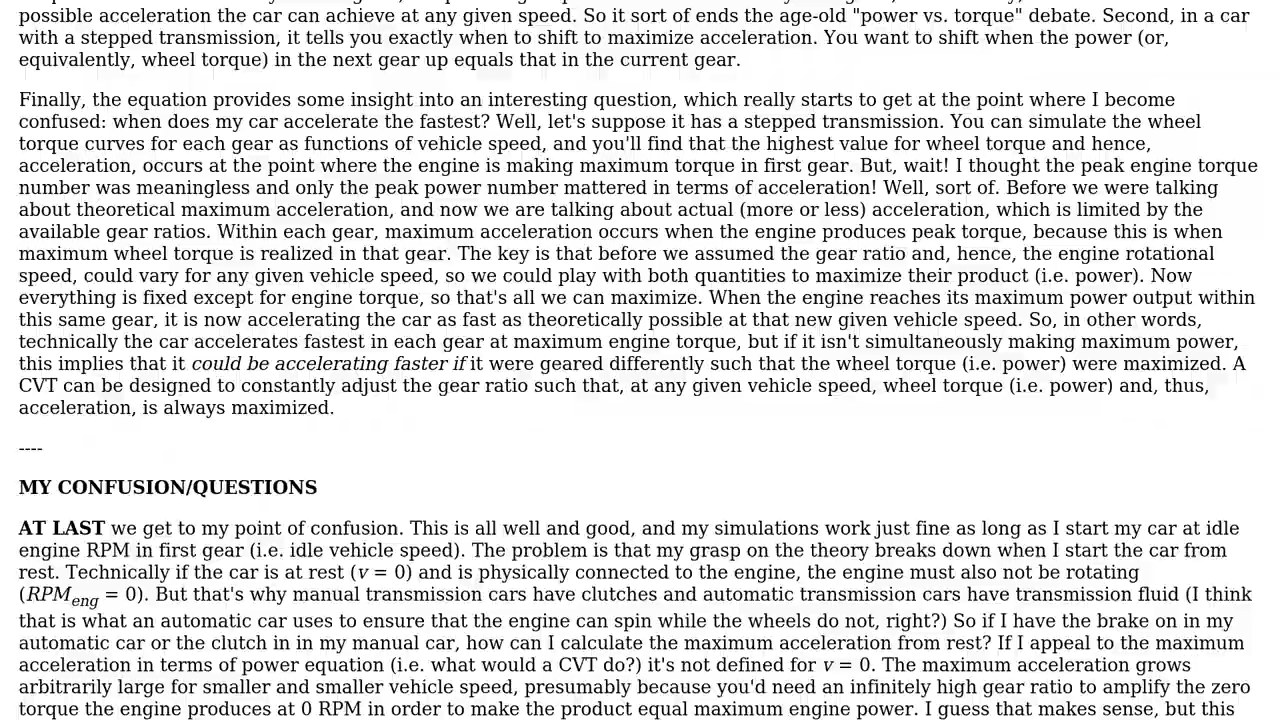 possible acceleration the car can achieve at any given speed. So it sort of ends the age-old "power vs. torque" debate. Second, in a car
with a stepped transmission, it tells you exactly when to shift to maximize acceleration. You want to shift when the power (or,
equivalently, wheel torque) in the next gear up equals that in the current gear.
Finally, the equation provides some insight into an interesting question, which really starts to get at the point where I become
confused: when does my car accelerate the fastest? Well, let's suppose it has a stepped transmission. You can simulate the wheel
torque curves for each gear as functions of vehicle speed, and you'll find that the highest value for wheel torque and hence,
acceleration, occurs at the point where the engine is making maximum torque in first gear. But, wait! I thought the peak engine torque
number was meaningless and only the peak power number mattered in terms of acceleration! Well, sort of. Before we were talking
about theoretical maximum acceleration, and now we are talking about actual (more or less) acceleration, which is limited by the
available gear ratios. Within each gear, maximum acceleration occurs when the engine produces peak torque, because this is when
maximum wheel torque is realized in that gear. The key is that before we assumed the gear ratio and, hence, the engine rotational
speed, could vary for any given vehicle speed, so we could play with both quantities to maximize their product (i.e. power). Now
everything is fixed except for engine torque, so that's all we can maximize. When the engine reaches its maximum power output within
this same gear, it is now accelerating the car as fast as theoretically possible at that new given vehicle speed. So, in other words,
technically the car accelerates fastest in each gear at maximum engine torque, but if it isn't simultaneously making maximum power,
this implies that it could be accelerating faster if it were geared differently such that the wheel torque (i.e. power) were maximized. A
CVT can be designed to constantly adjust the gear ratio such that, at any given vehicle speed, wheel torque (i.e. power) and, thus,
acceleration, is always maximized.
----
MY CONFUSION/QUESTIONS
AT LAST we get to my point of confusion. This is all well and good, and my simulations work just fine as long as I start my car at idle
engine RPM in first gear (i.e. idle vehicle speed). The problem is that my grasp on the theory breaks down when I start the car from
rest. Technically if the car is at rest (v = 0) and is physically connected to the engine, the engine must also not be rotating
(RPMeng = 0). But that's why manual transmission cars have clutches and automatic transmission cars have transmission fluid (I think
that is what an automatic car uses to ensure that the engine can spin while the wheels do not, right?) So if I have the brake on in my
automatic car or the clutch in in my manual car, how can I calculate the maximum acceleration from rest? If I appeal to the maximum
acceleration in terms of power equation (i.e. what would a CVT do?) it's not defined for v = 0. The maximum acceleration grows
arbitrarily large for smaller and smaller vehicle speed, presumably because you'd need an infinitely high gear ratio to amplify the zero
torque the engine produces at 0 RPM in order to make the product equal maximum engine power. I guess that makes sense, but this